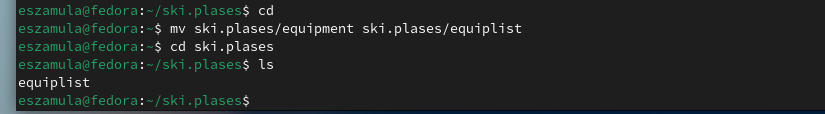 eszamula@fedora:~/ski.plases$ cd
eszamula@fedora:~$ mv ski.plases/equipment ski.plases/equiplist
eszamula@fedora:~$ cd ski.plases
eszamula@fedora:~/ski.plases$ ls
equiplist
eszamula@fedora:~/ski.plases$